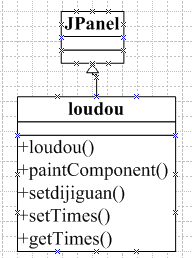 JPanel
loudou
+loudou()
+paintComponent()
+setdijiguan()
+setTimes()
+getTimes()